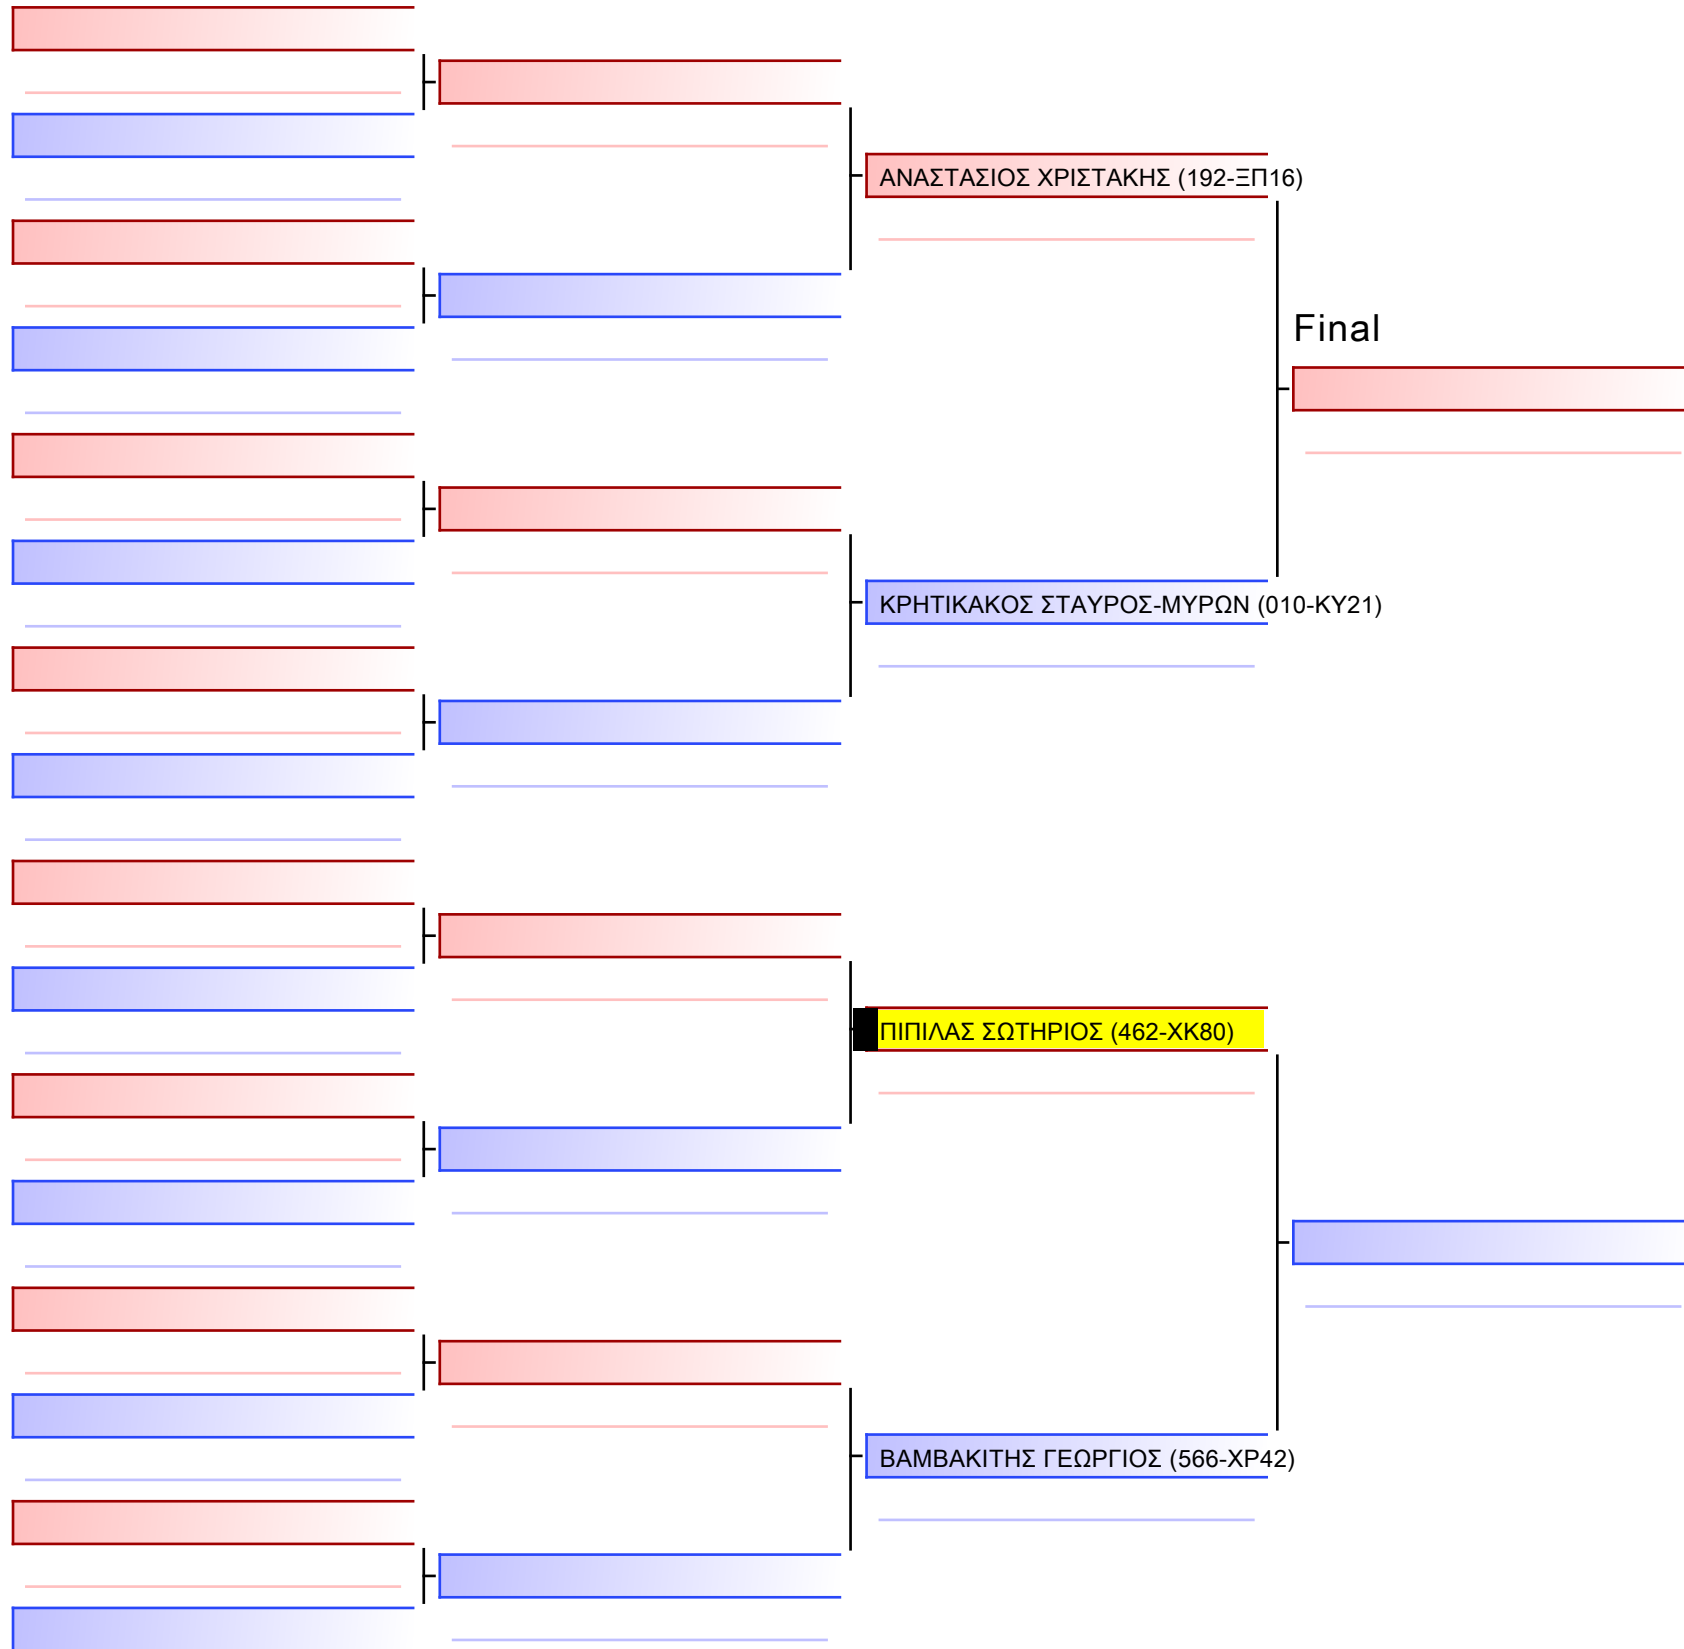 ΑΝΑΣΤΑΣΙΟΣ ΧΡΙΣΤΑΚΗΣ (192-ΞΠ16)
Final
ΚΡΗΤΙΚΑΚΟΣ ΣΤΑΥΡΟΣ-ΜΥΡΩΝ (010-ΚΥ21)
ΠΙΠΙΛΑΣ ΣΩΤΗΡΙΟΣ (462-ΧΚ80)
ΒΑΜΒΑΚΙΤΗΣ ΓΕΩΡΓΙΟΣ (566-ΧΡ42)